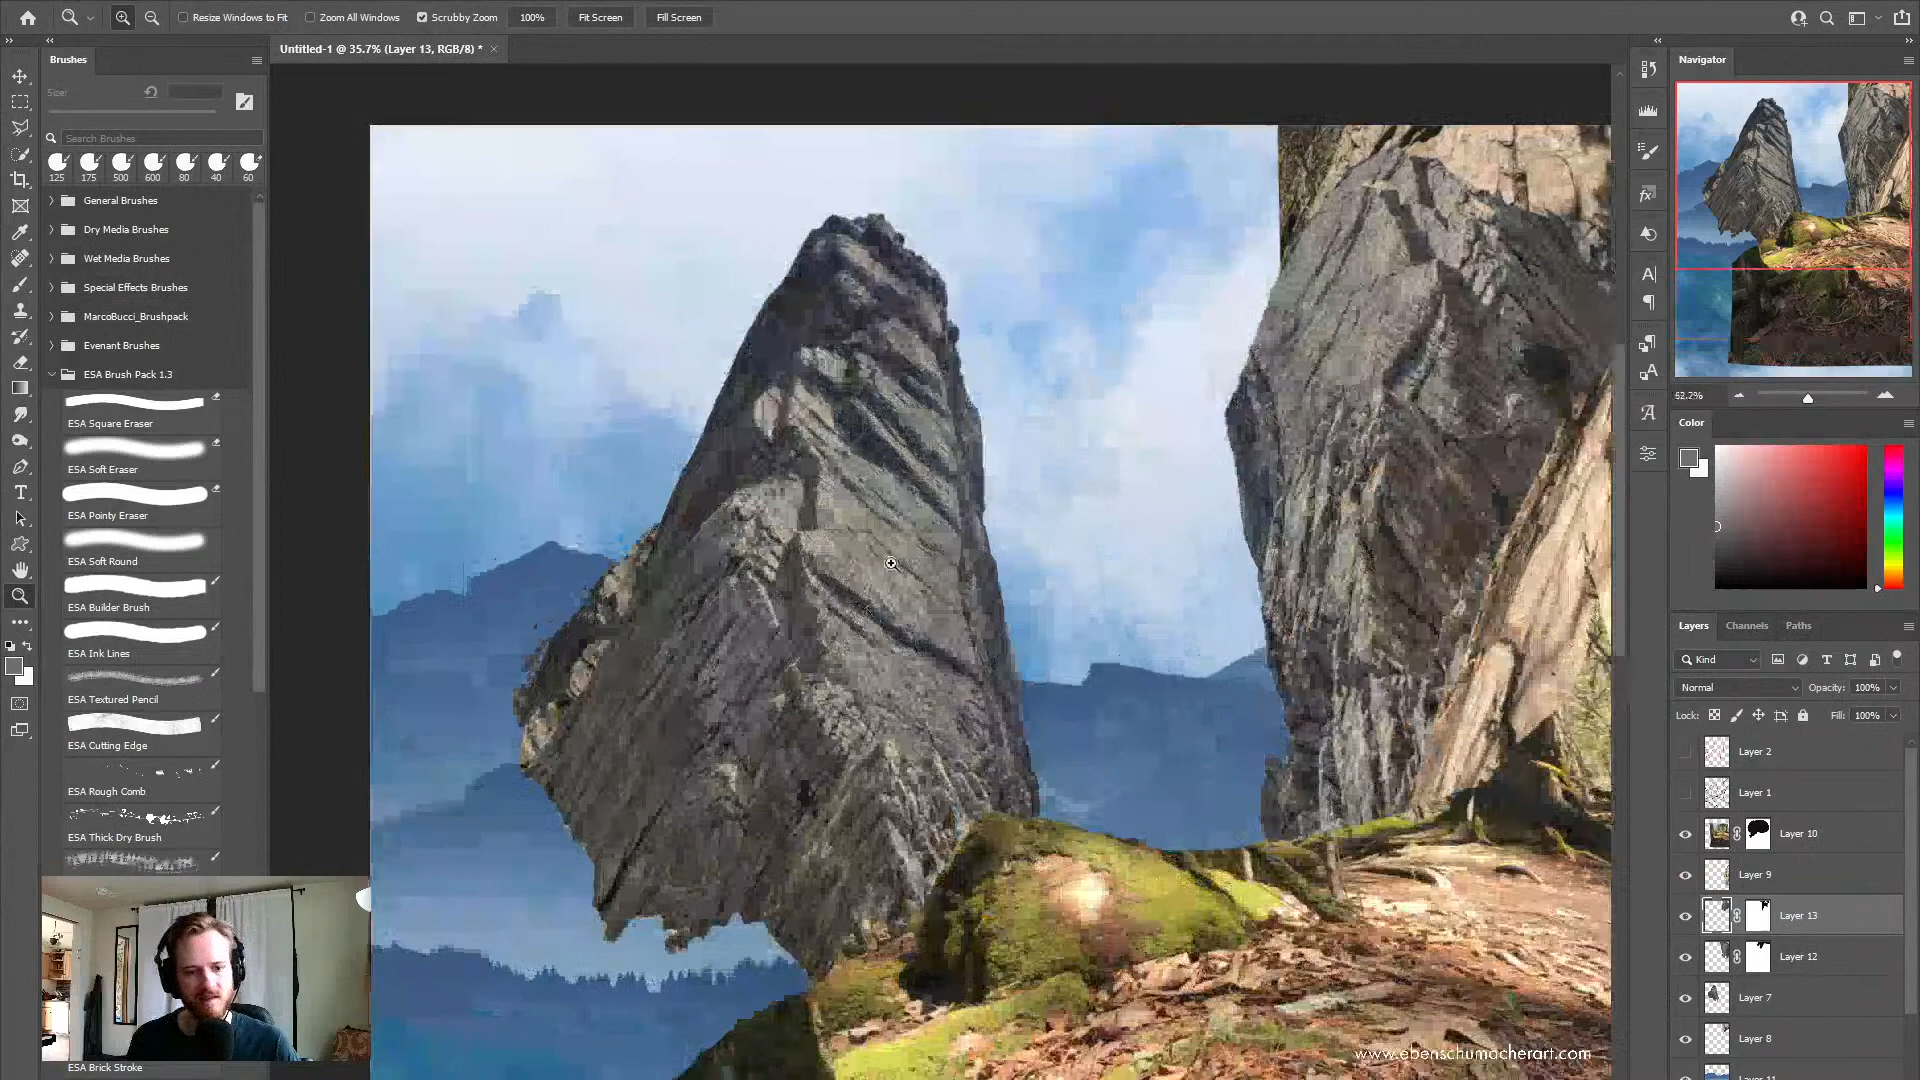 Resize Windows to Fit
Zoom All Windows
Scrubby Zoom
100%
Fit Screen
Fill Screen
Untitled-1 @ 35.7% (Layer 13, RGB/8) *
Brushes
Size:
Search Brushes
125 175 500 600 80 40 60
General Brushes
Dry Media Brushes
Wet Media Brushes
Special Effects Brushes
MarcoBucci_Brushpack
Evenant Brushes
ESA Brush Pack 1.3
ESA Square Eraser
ESA Soft Eraser
ESA Pointy Eraser
ESA Soft Round
ESA Builder Brush
ESA Ink Lines
ESA Textured Pencil
ESA Cutting Edge
ESA Rough Comb
ESA Thick Dry Brush
ESA Brick Stroke
www.ebenschumacherart.com
Navigator
62.2%
Color
Layers Channels Paths
Kind
Normal Opacity: 100%
Lock: Fill: 100%
Layer 2
Layer 1
Layer 10
Layer 9
Layer 13
Layer 12
Layer 7
Layer 8
Layer 11